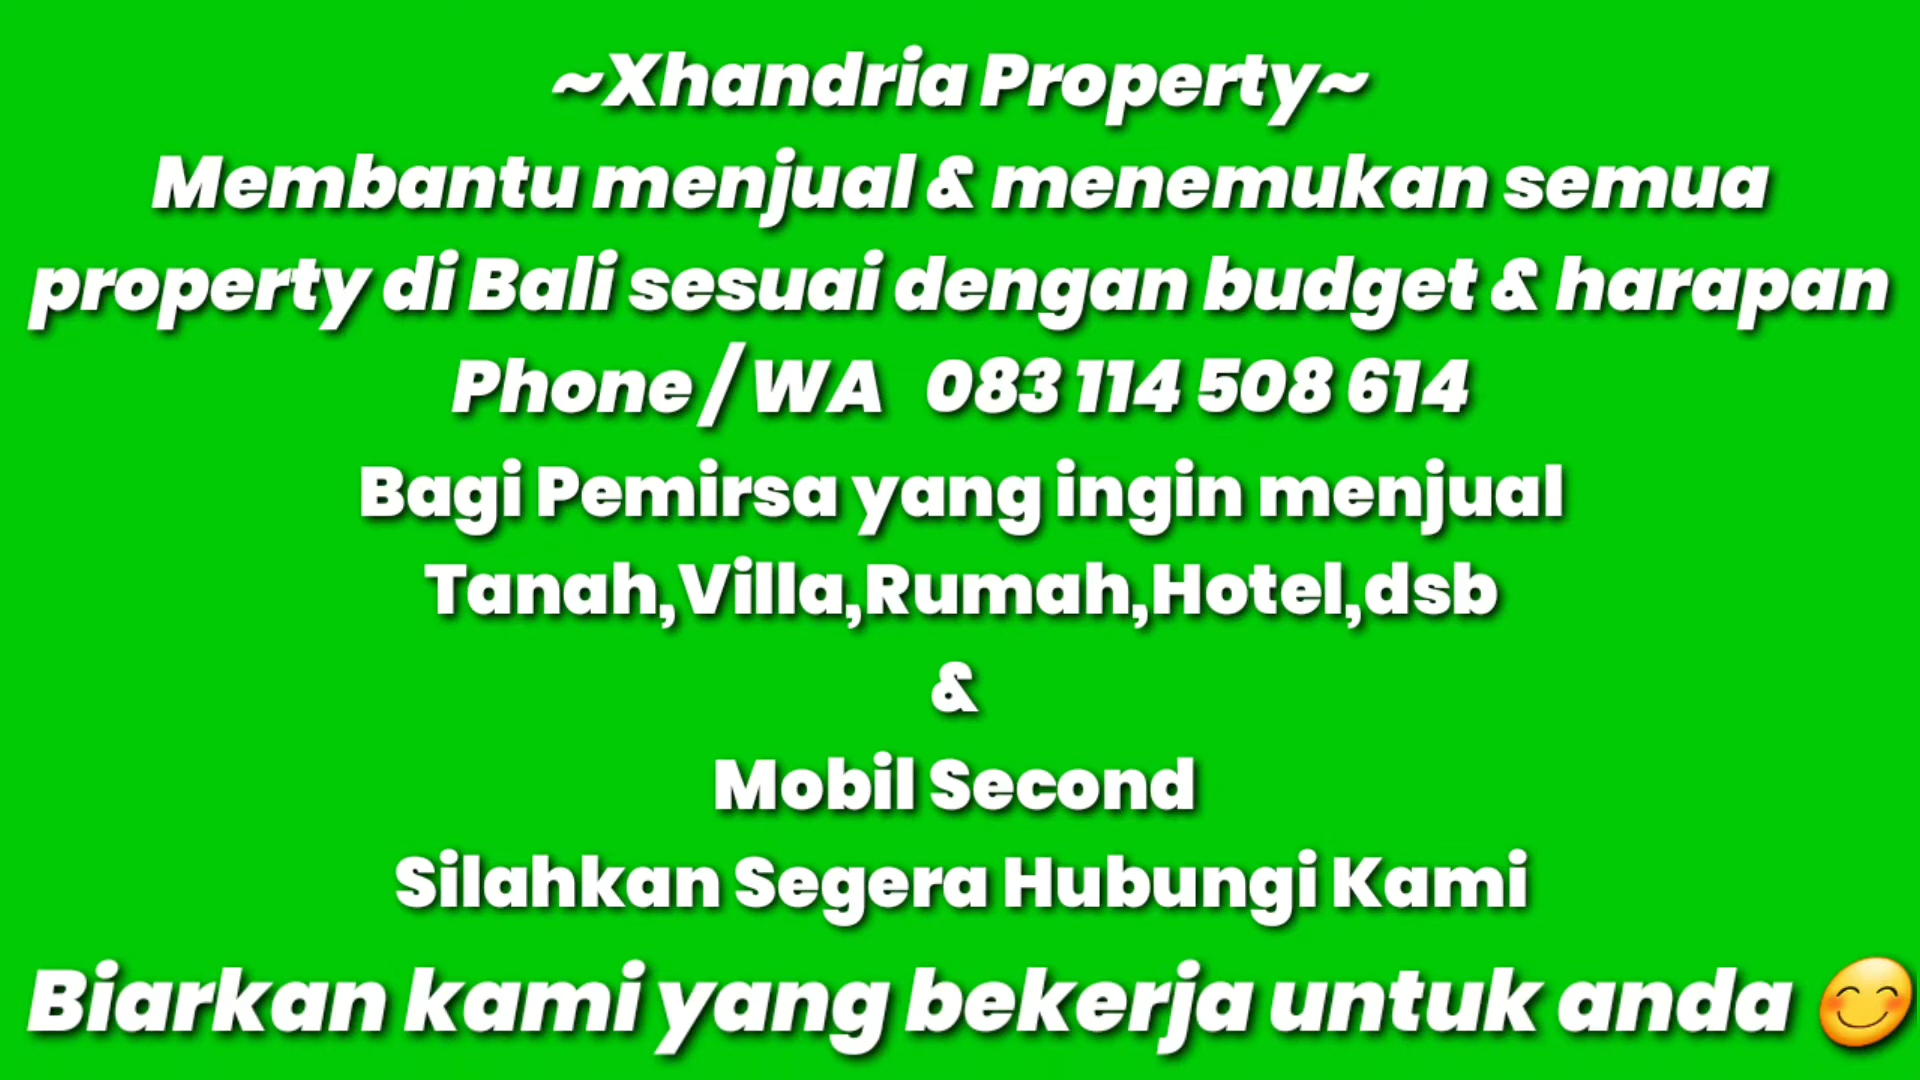 ~Xhandria Property~
Membantu menjual & menemukan semua
property di Bali sesuai dengan budget & harapan
Phone / WA 083 114 508 614
Bagi Pemirsa yang ingin menjual
Tanah,Villa,Rumah,Hotel,dsb
&
Mobil Second
Silahkan Segera Hubungi Kami
Biarkan kami yang bekerja untuk anda 😊